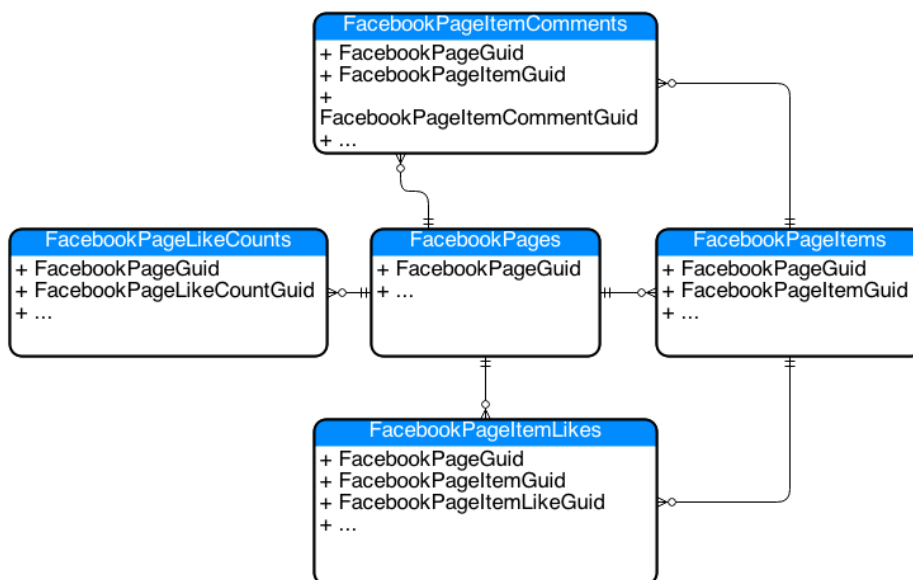 FacebookPageItemComments
+ FacebookPageGuid
+ FacebookPageItemGuid
+
FacebookPageItemCommentGuid
+ ...
FacebookPageLikeCounts
+ FacebookPageGuid
+ FacebookPageLikeCountGuid
+ ...
FacebookPages
+ FacebookPageGuid
+ ...
FacebookPageItems
+ FacebookPageGuid
+ FacebookPageItemGuid
+ ...
FacebookPageItemLikes
+ FacebookPageGuid
+ FacebookPageItemGuid
+ FacebookPageItemLikeGuid
+ ...